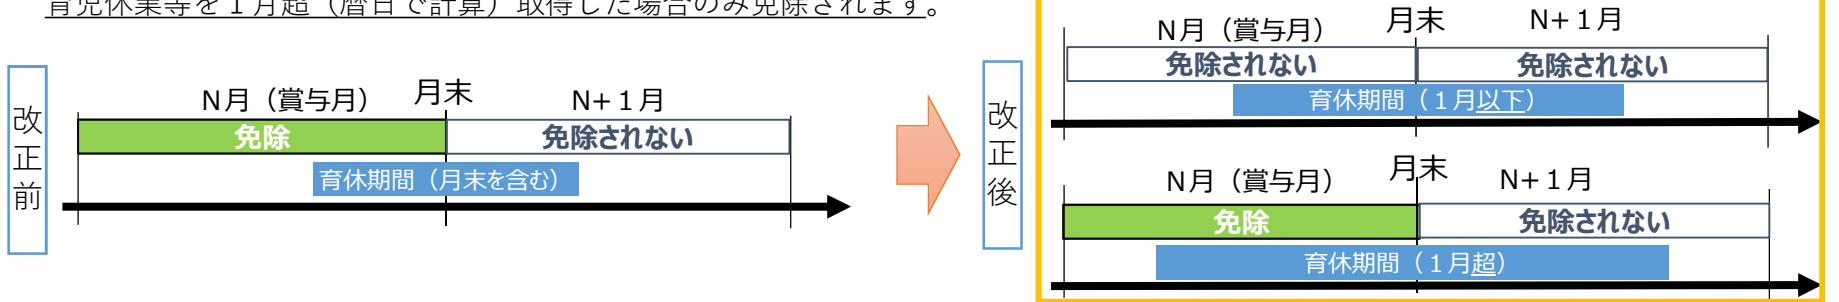 育児休業等を１月超（暦日で計算）取得した場合のみ免除されます。
改正前
N月（賞与月） 月末 N+１月
免除 免除されない
育休期間（月末を含む）
改正後
N月（賞与月） 月末 N+１月
免除されない 免除されない
育休期間（１月以下）
N月（賞与月） 月末 N+１月
免除 免除されない
育休期間（１月超）